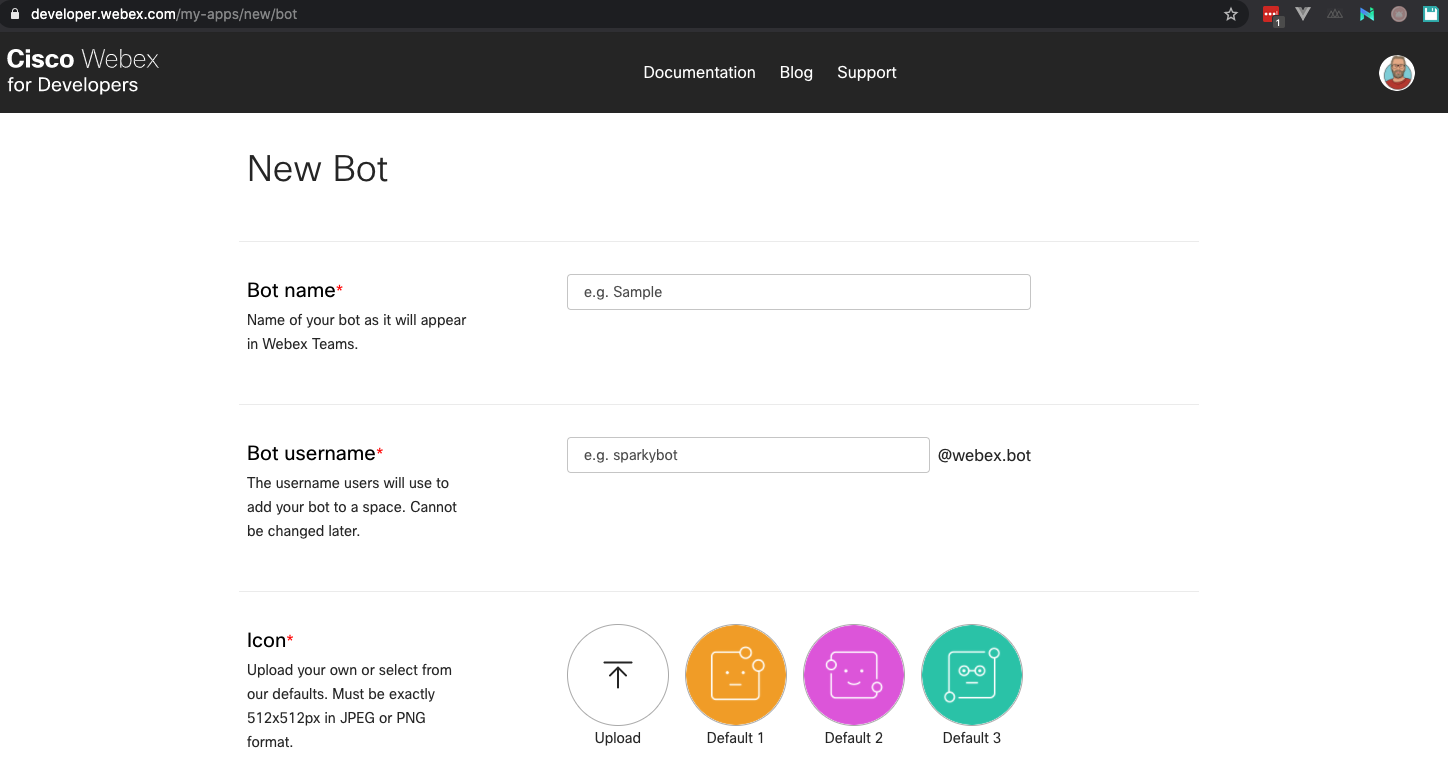 developer.webex.com/my-apps/new/bot
1
Cisco Webex
for Developers
Documentation Blog Support
New Bot
Bot name*
e.g. Sample
Name of your bot as it will appear
in Webex Teams.
Bot username*
e.g. sparkybot @webex.bot
The username users will use to
add your bot to a space. Cannot
be changed later.
Icon*
Upload your own or select from
our defaults. Must be exactly
512x512px in JPEG or PNG
format.
Upload Default 1 Default 2 Default 3